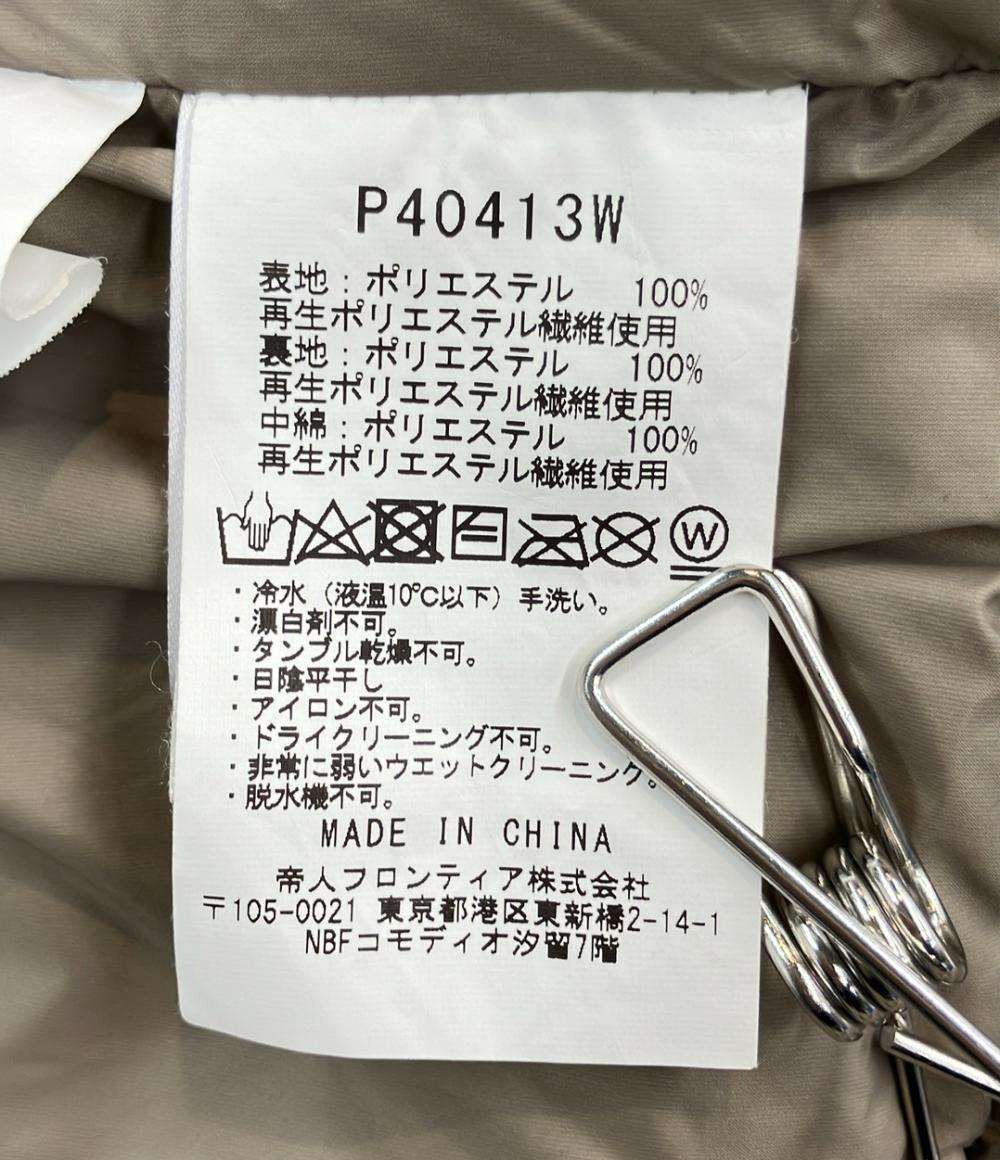 P40413W
表地：ポリエステル 100%
再生ポリエステル繊維使用
裏地：ポリエステル 100%
再生ポリエステル繊維使用
中綿：ポリエステル 100%
再生ポリエステル繊維使用
W
・冷水（液温10℃以下）手洗い。
・漂白剤不可。
・タンブル乾燥不可。
・日陰平干し
・アイロン不可。
・ドライクリーニング不可。
・非常に弱いウエットクリーニング。
・脱水機不可。
MADE IN CHINA
帝人フロンティア株式会社
〒105-0021 東京都港区東新橋2-14-1
NBFコモディオ汐留7階